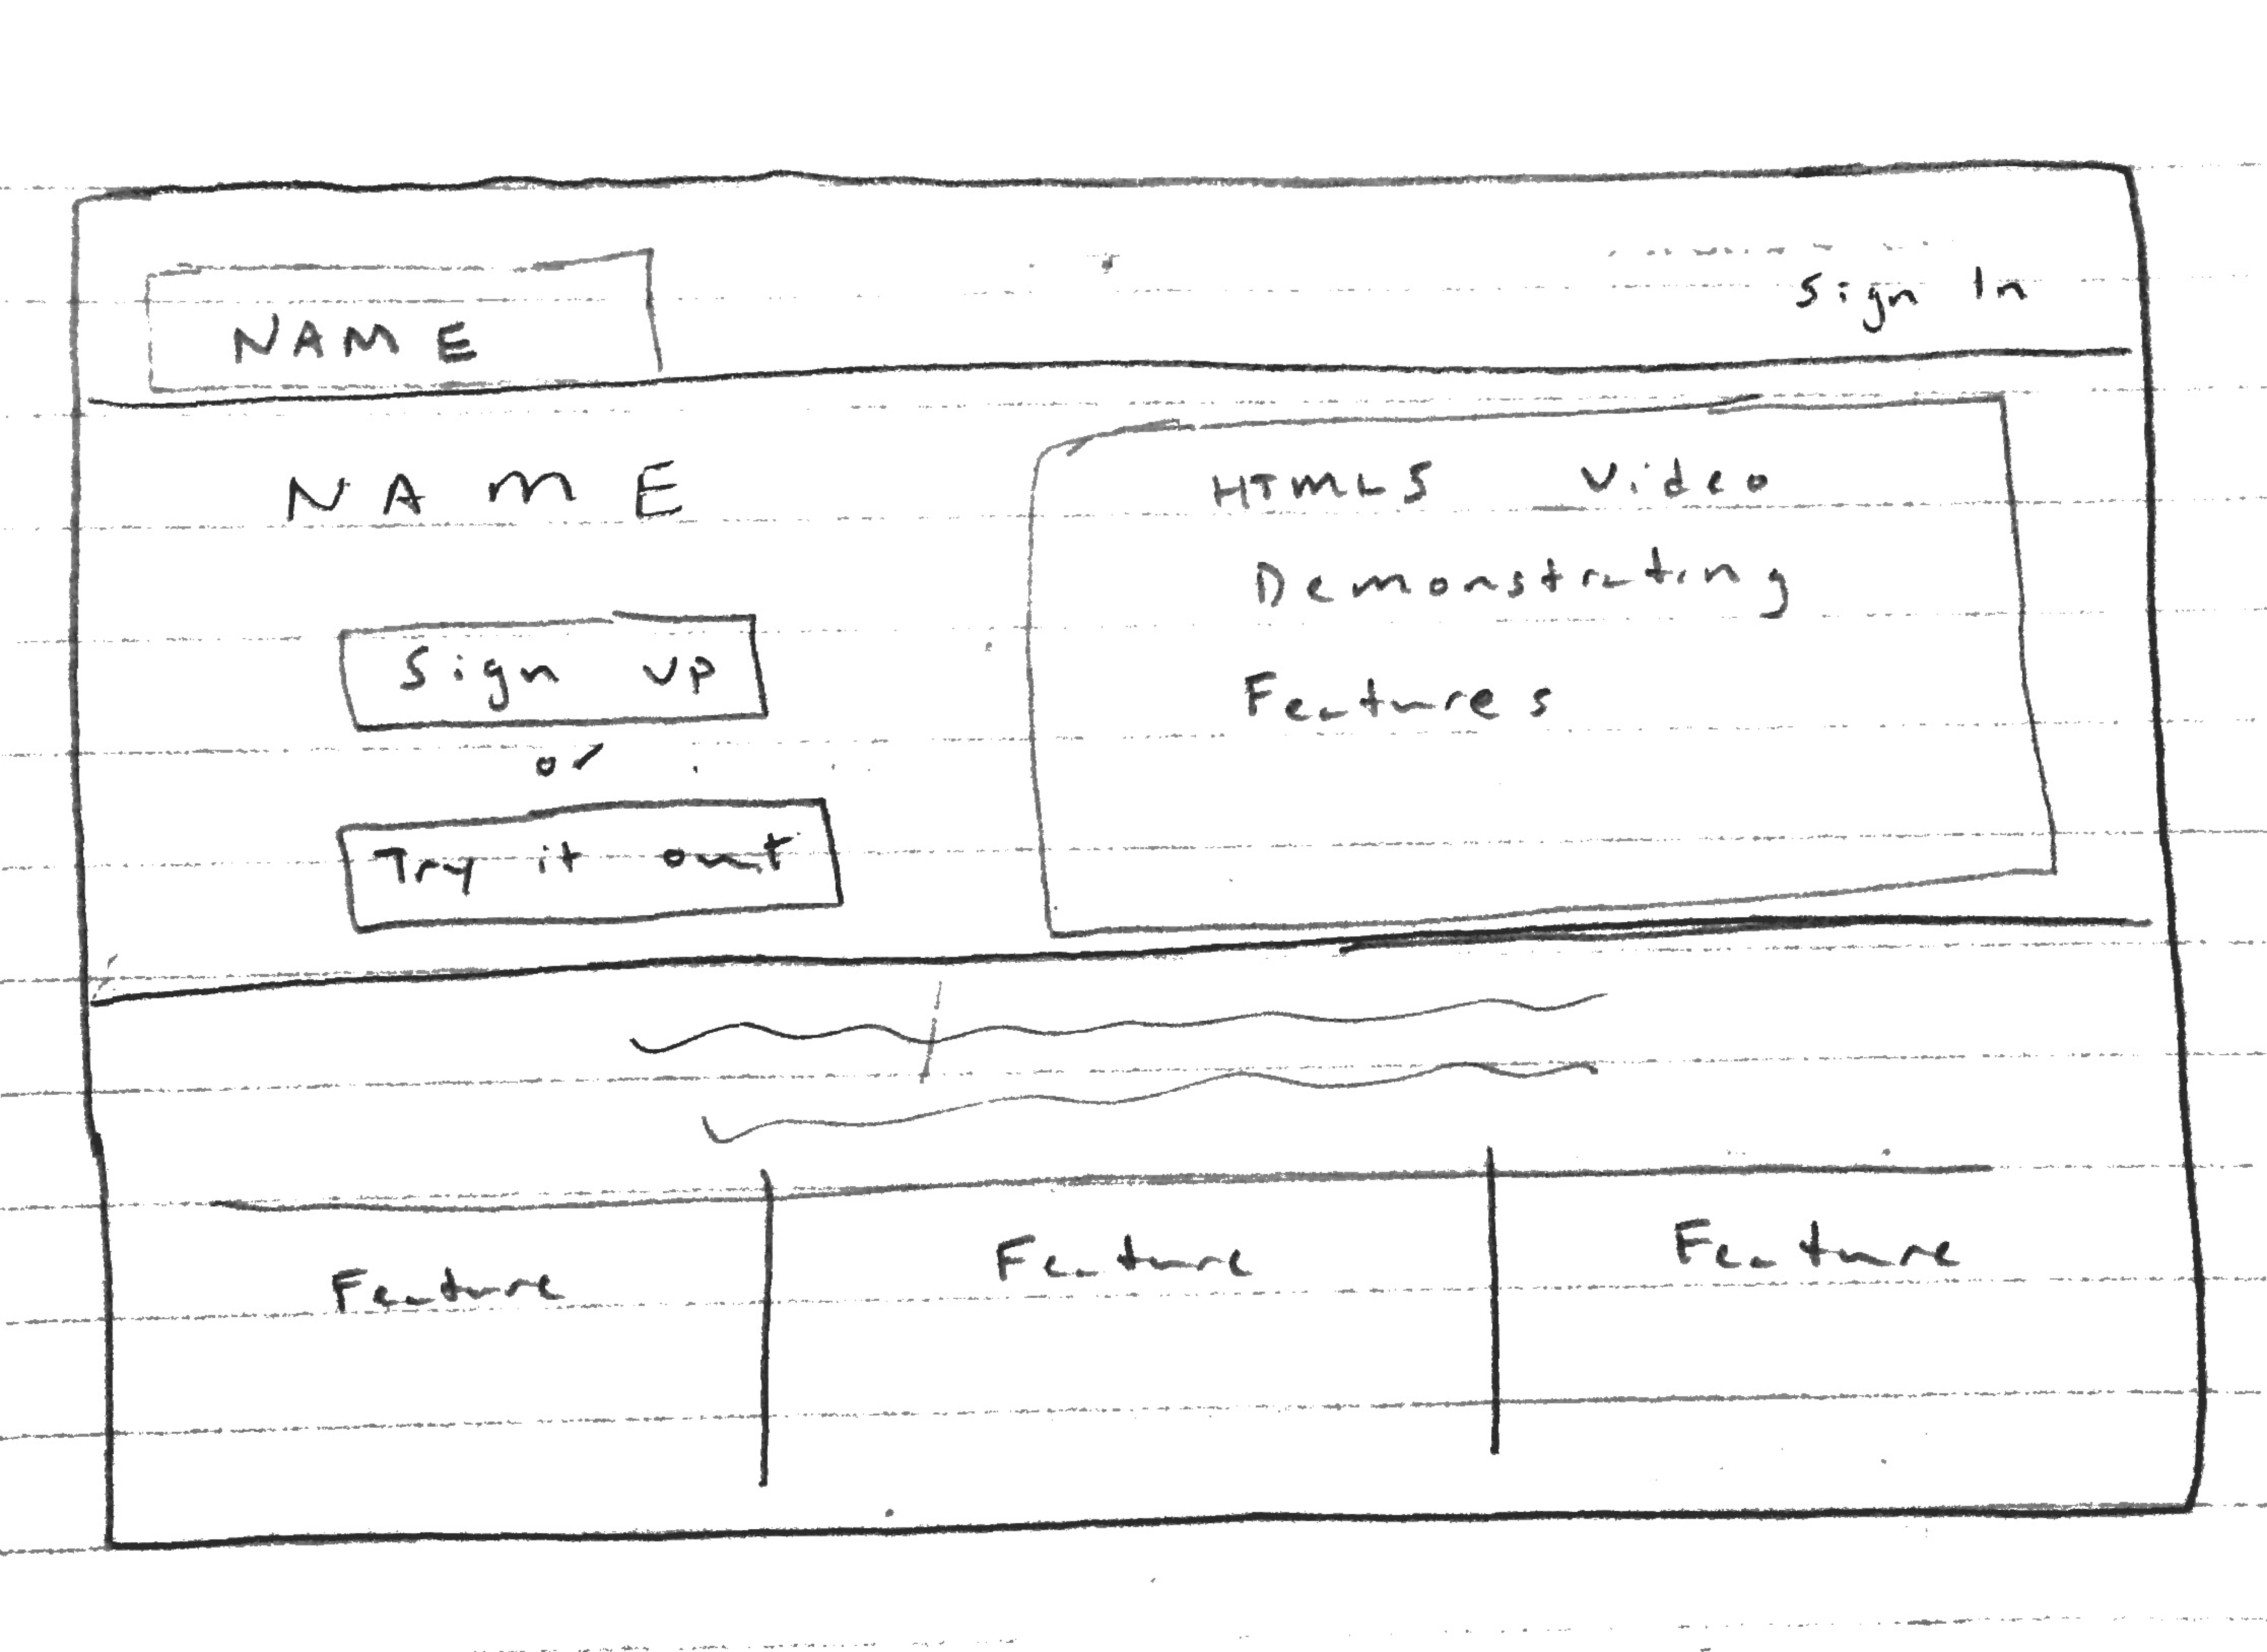 NAME
Sign In
NAME
Sign up
or
Try it out
HTML5 Video
Demonstrating
Features
Feature
Feature
Feature